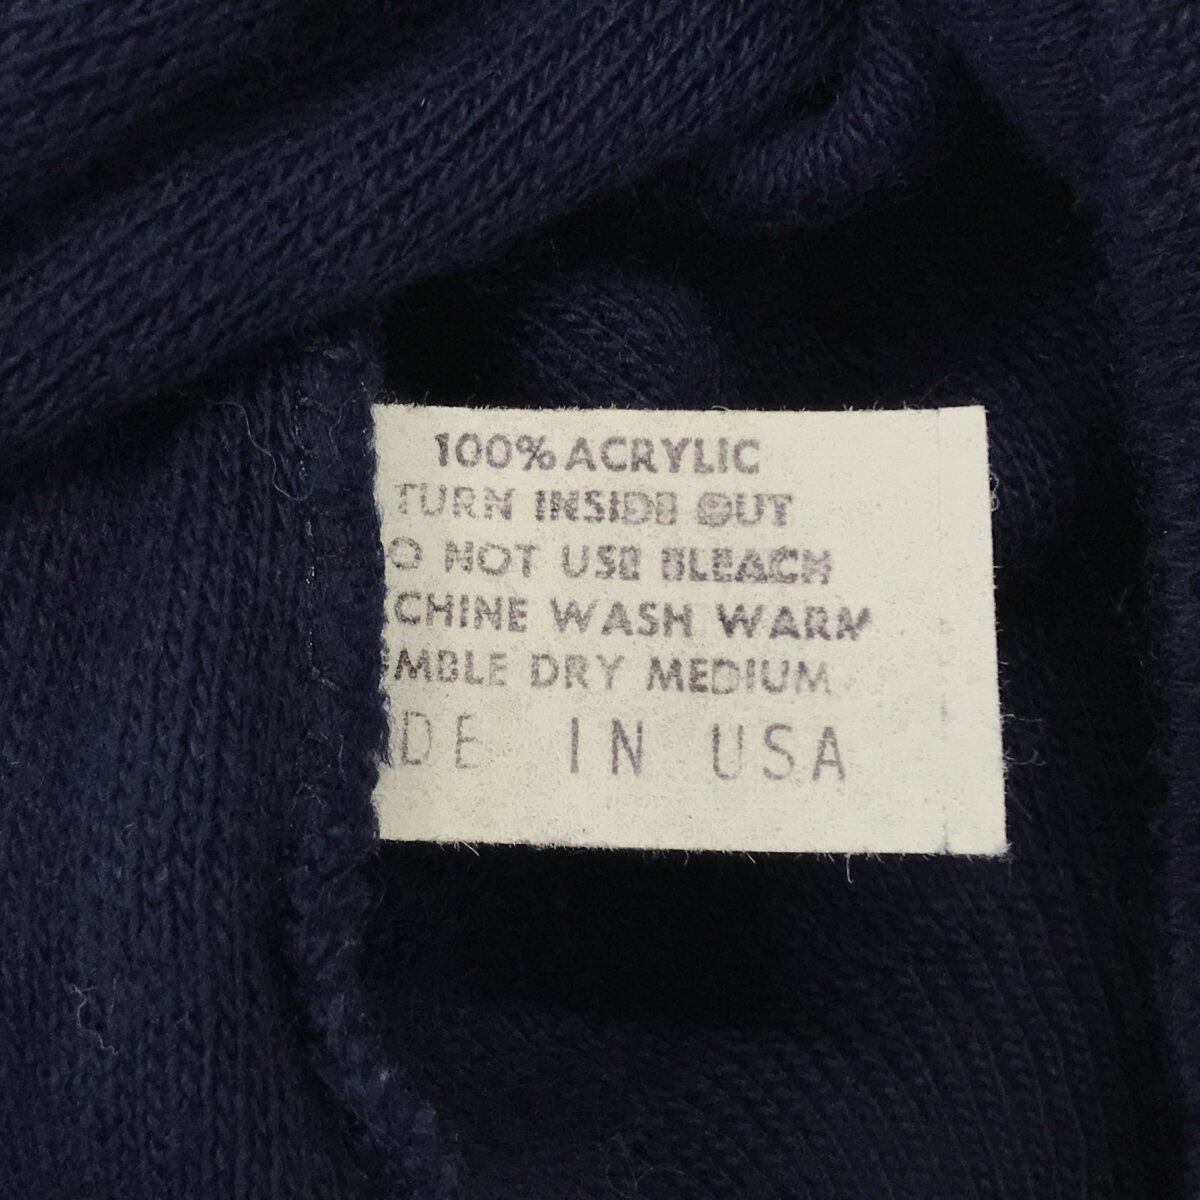 100% ACRYLIC
TURN INSIDE OUT
O NOT USE BLEACH
CHINE WASH WARM
MBLE DRY MEDIUM
DE IN USA